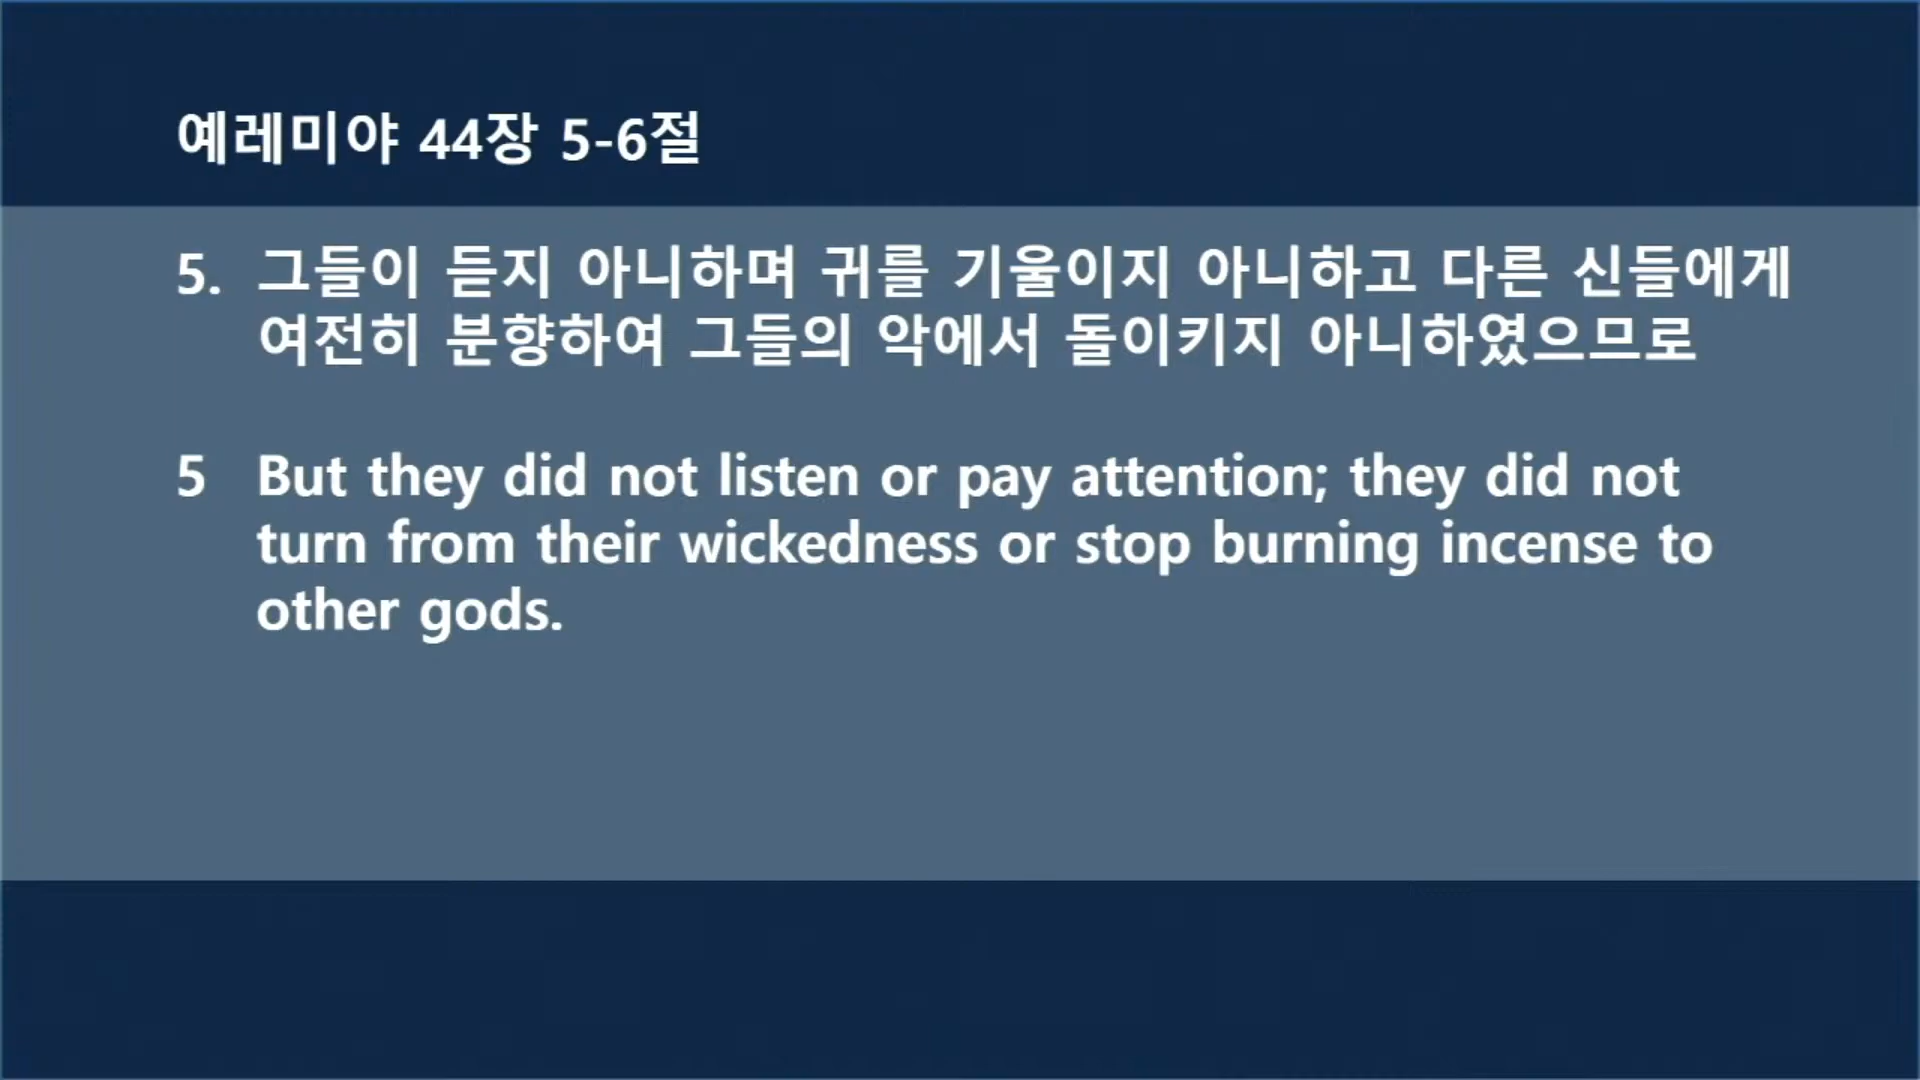 예레미야 44장 5-6절
5. 그들이 듣지 아니하며 귀를 기울이지 아니하고 다른 신들에게
여전히 분향하여 그들의 악에서 돌이키지 아니하였으므로
5 But they did not listen or pay attention; they did not
turn from their wickedness or stop burning incense to
other gods.